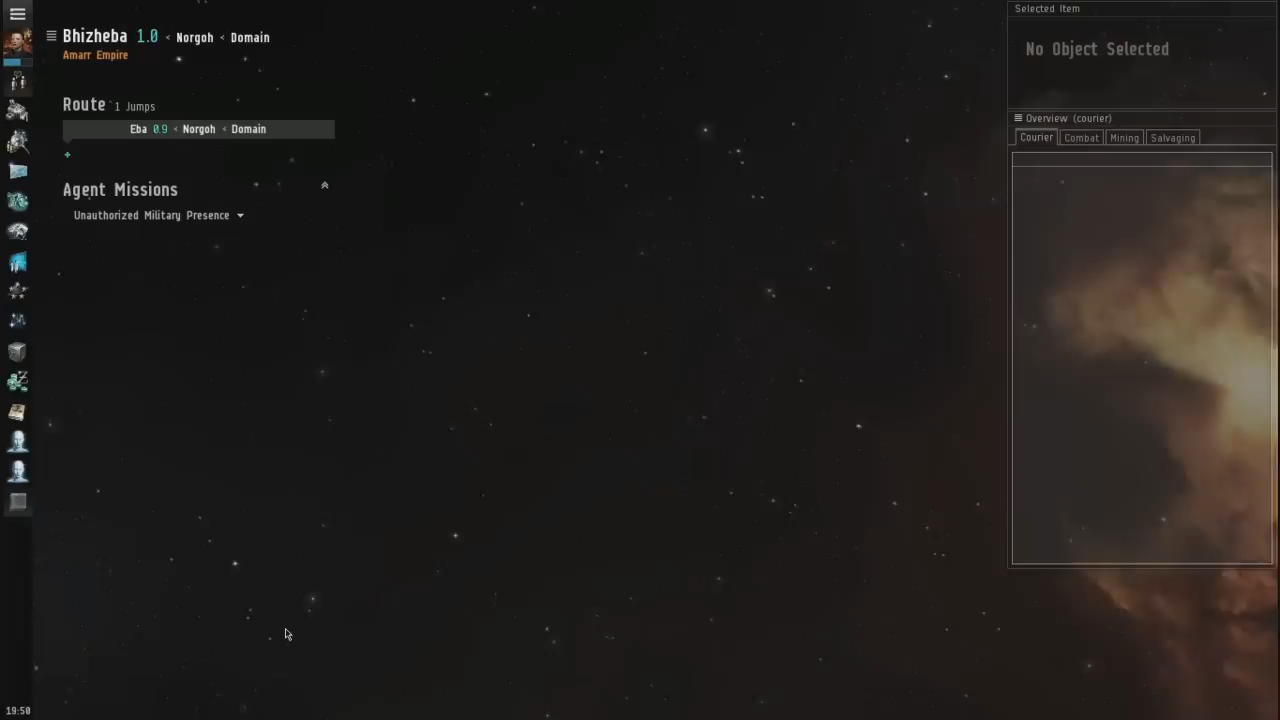 Bhizheba 1.0 < Norgoh < Domain
Amarr Empire
Route 1 Jumps
Eba 0.9 < Norgoh < Domain
Agent Missions
Unauthorized Military Presence
Selected Item
No Object Selected
Overview (courier)
Courier Combat Mining Salvaging
19:50